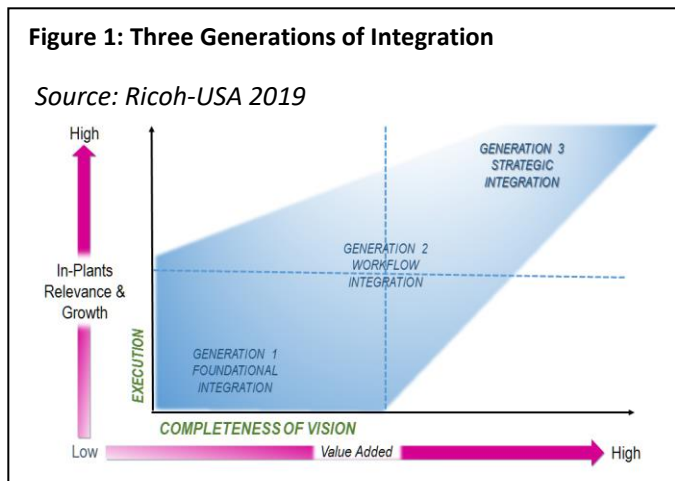 Figure 1: Three Generations of Integration
Source: Ricoh-USA 2019
High
GENERATION 3
STRATEGIC
INTEGRATION
In-Plants
Relevance &
Growth
GENERATION 2
WORKFLOW
INTEGRATION
EXECUTION
GENERATION 1
FOUNDATIONAL
INTEGRATION
COMPLETENESS OF VISION
Low
Value Added
High